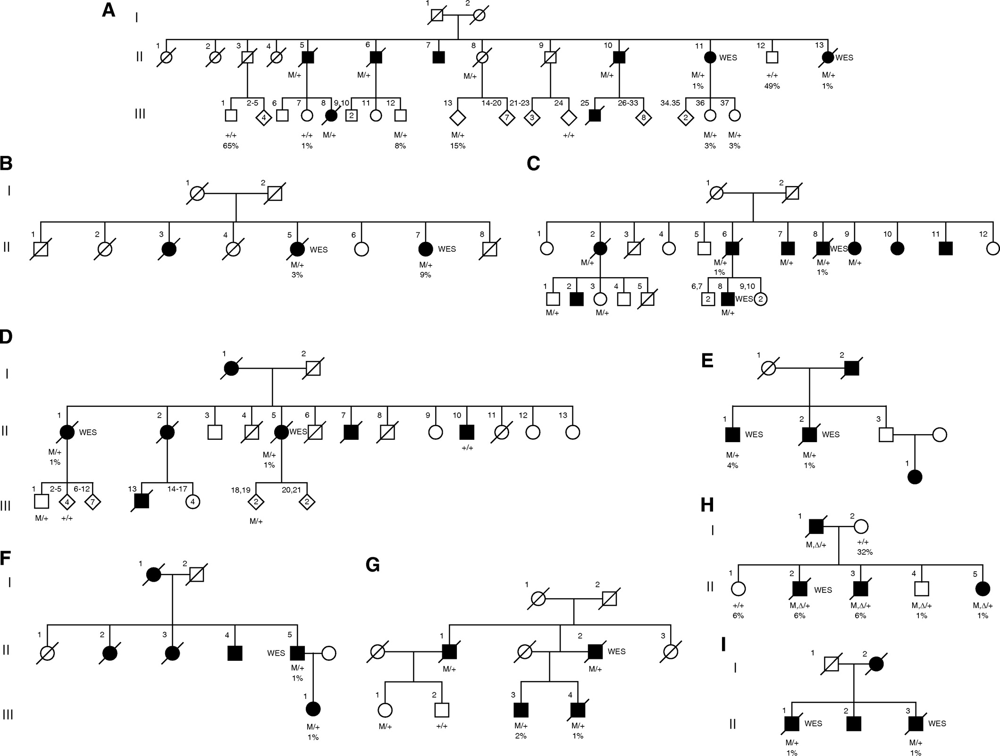 A
I
1 2
II
1 2 3 4 5 6 7 8 9 10 11 12 13
WES WES
M/+ M/+ M/+ M/+ M/+ +/+ M/+
1% 49% 1%
III
1 2-5 6 7 8 9,10 11 12 13 14-20 21-23 24 25 26-33 34.35 36 37
4 2 7 3 8 2
+/+ +/+ M/+ M/+ M/+ +/+ M/+ M/+
65% 1% 8% 15% 3% 3%
B
I
1 2
II
1 2 3 4 5 6 7 8
WES WES
M/+ M/+
3% 9%
C
1 2
1 2 3 4 5 6 7 8 9 10 11 12
WES
M/+ M/+ M/+ M/+ M/+
1% 1%
1 2 3 4 5 6,7 8 9,10
2 WES 2
M/+ M/+ M/+
D
I
1 2
II
1 2 3 4 5 6 7 8 9 10 11 12 13
WES WES
M/+ M/+ +/+
1% 1%
III
1 2-5 6-12 13 14-17 18,19 20,21
4 7 4 2 2
M/+ +/+ M/+
E
1 2
1 2 3
WES WES
M/+ M/+
4% 1%
1
F
I
1 2
II
1 2 3 4 5
WES
M/+
1%
III
1
M/+
1%
G
1 2
1 2 3
WES
M/+ M/+
1 2 3 4
M/+ +/+ M/+ M/+
2% 1%
H
I
1 2
M,Δ/+ +/+
32%
II
1 2 3 4 5
WES
+/+ M,Δ/+ M,Δ/+ M,Δ/+ M,Δ/+
6% 6% 6% 1% 1%
I
I
1 2
II
1 2 3
WES WES
M/+ M/+
1% 1%